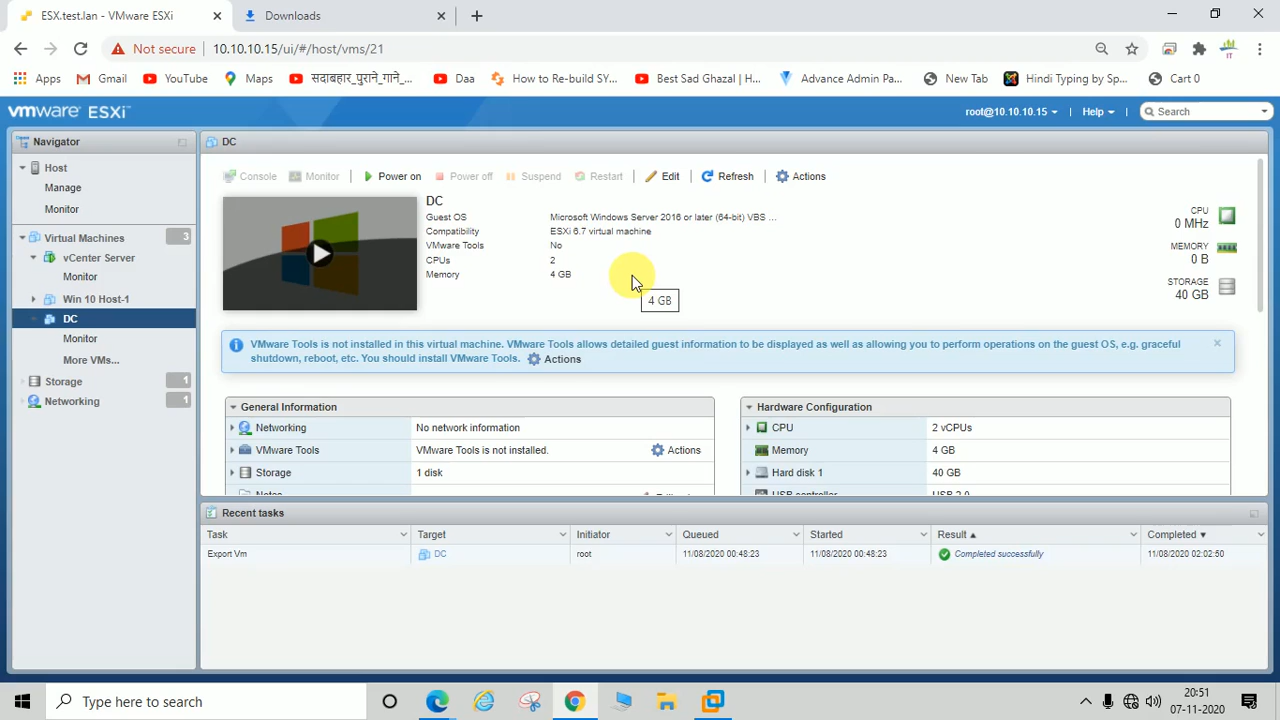 ESX.test.lan - VMware ESXi
Downloads
Not secure 10.10.10.15/ui/#/host/vms/21
Apps Gmail YouTube Maps सदाबहार_पुराने_गाने_... Daa How to Re-build SY... Best Sad Ghazal | H... Advance Admin Pa... New Tab Hindi Typing by Sp... Cart 0
vmware ESXi
root@10.10.10.15
Help
Search
Navigator
Host
Manage
Monitor
Virtual Machines 3
vCenter Server
Monitor
Win 10 Host-1
DC
Monitor
More VMs...
Storage 1
Networking 1
DC
Console Monitor Power on Power off Suspend Restart Edit Refresh Actions
DC
Guest OS Microsoft Windows Server 2016 or later (64-bit) VBS ...
Compatibility ESXi 6.7 virtual machine
VMware Tools No
CPUs 2
Memory 4 GB
4 GB
CPU
0 MHz
MEMORY
0 B
STORAGE
40 GB
VMware Tools is not installed in this virtual machine. VMware Tools allows detailed guest information to be displayed as well as allowing you to perform operations on the guest OS, e.g. graceful
shutdown, reboot, etc. You should install VMware Tools. Actions
General Information
Networking No network information
VMware Tools VMware Tools is not installed. Actions
Storage 1 disk
Notes
Hardware Configuration
CPU 2 vCPUs
Memory 4 GB
Hard disk 1 40 GB
USB controller USB 2.0
Recent tasks
Task Target Initiator Queued Started Result Completed
Export Vm DC root 11/08/2020 00:48:23 11/08/2020 00:48:23 Completed successfully 11/08/2020 02:02:50
Type here to search
20:51
07-11-2020